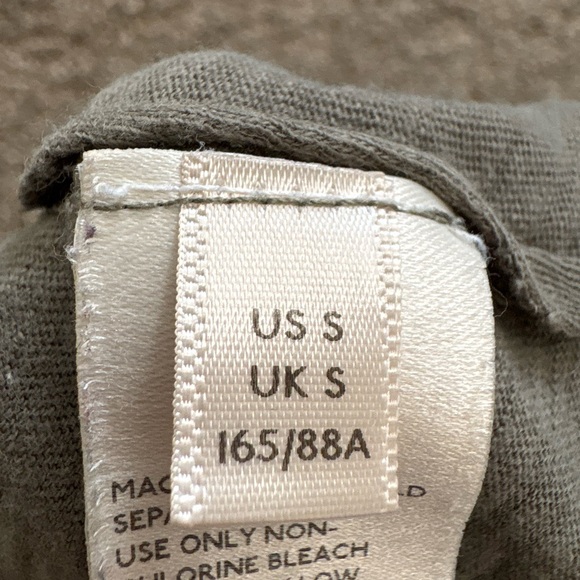 US S
UK S
165/88A
USE ONLY NON-
BLEACH